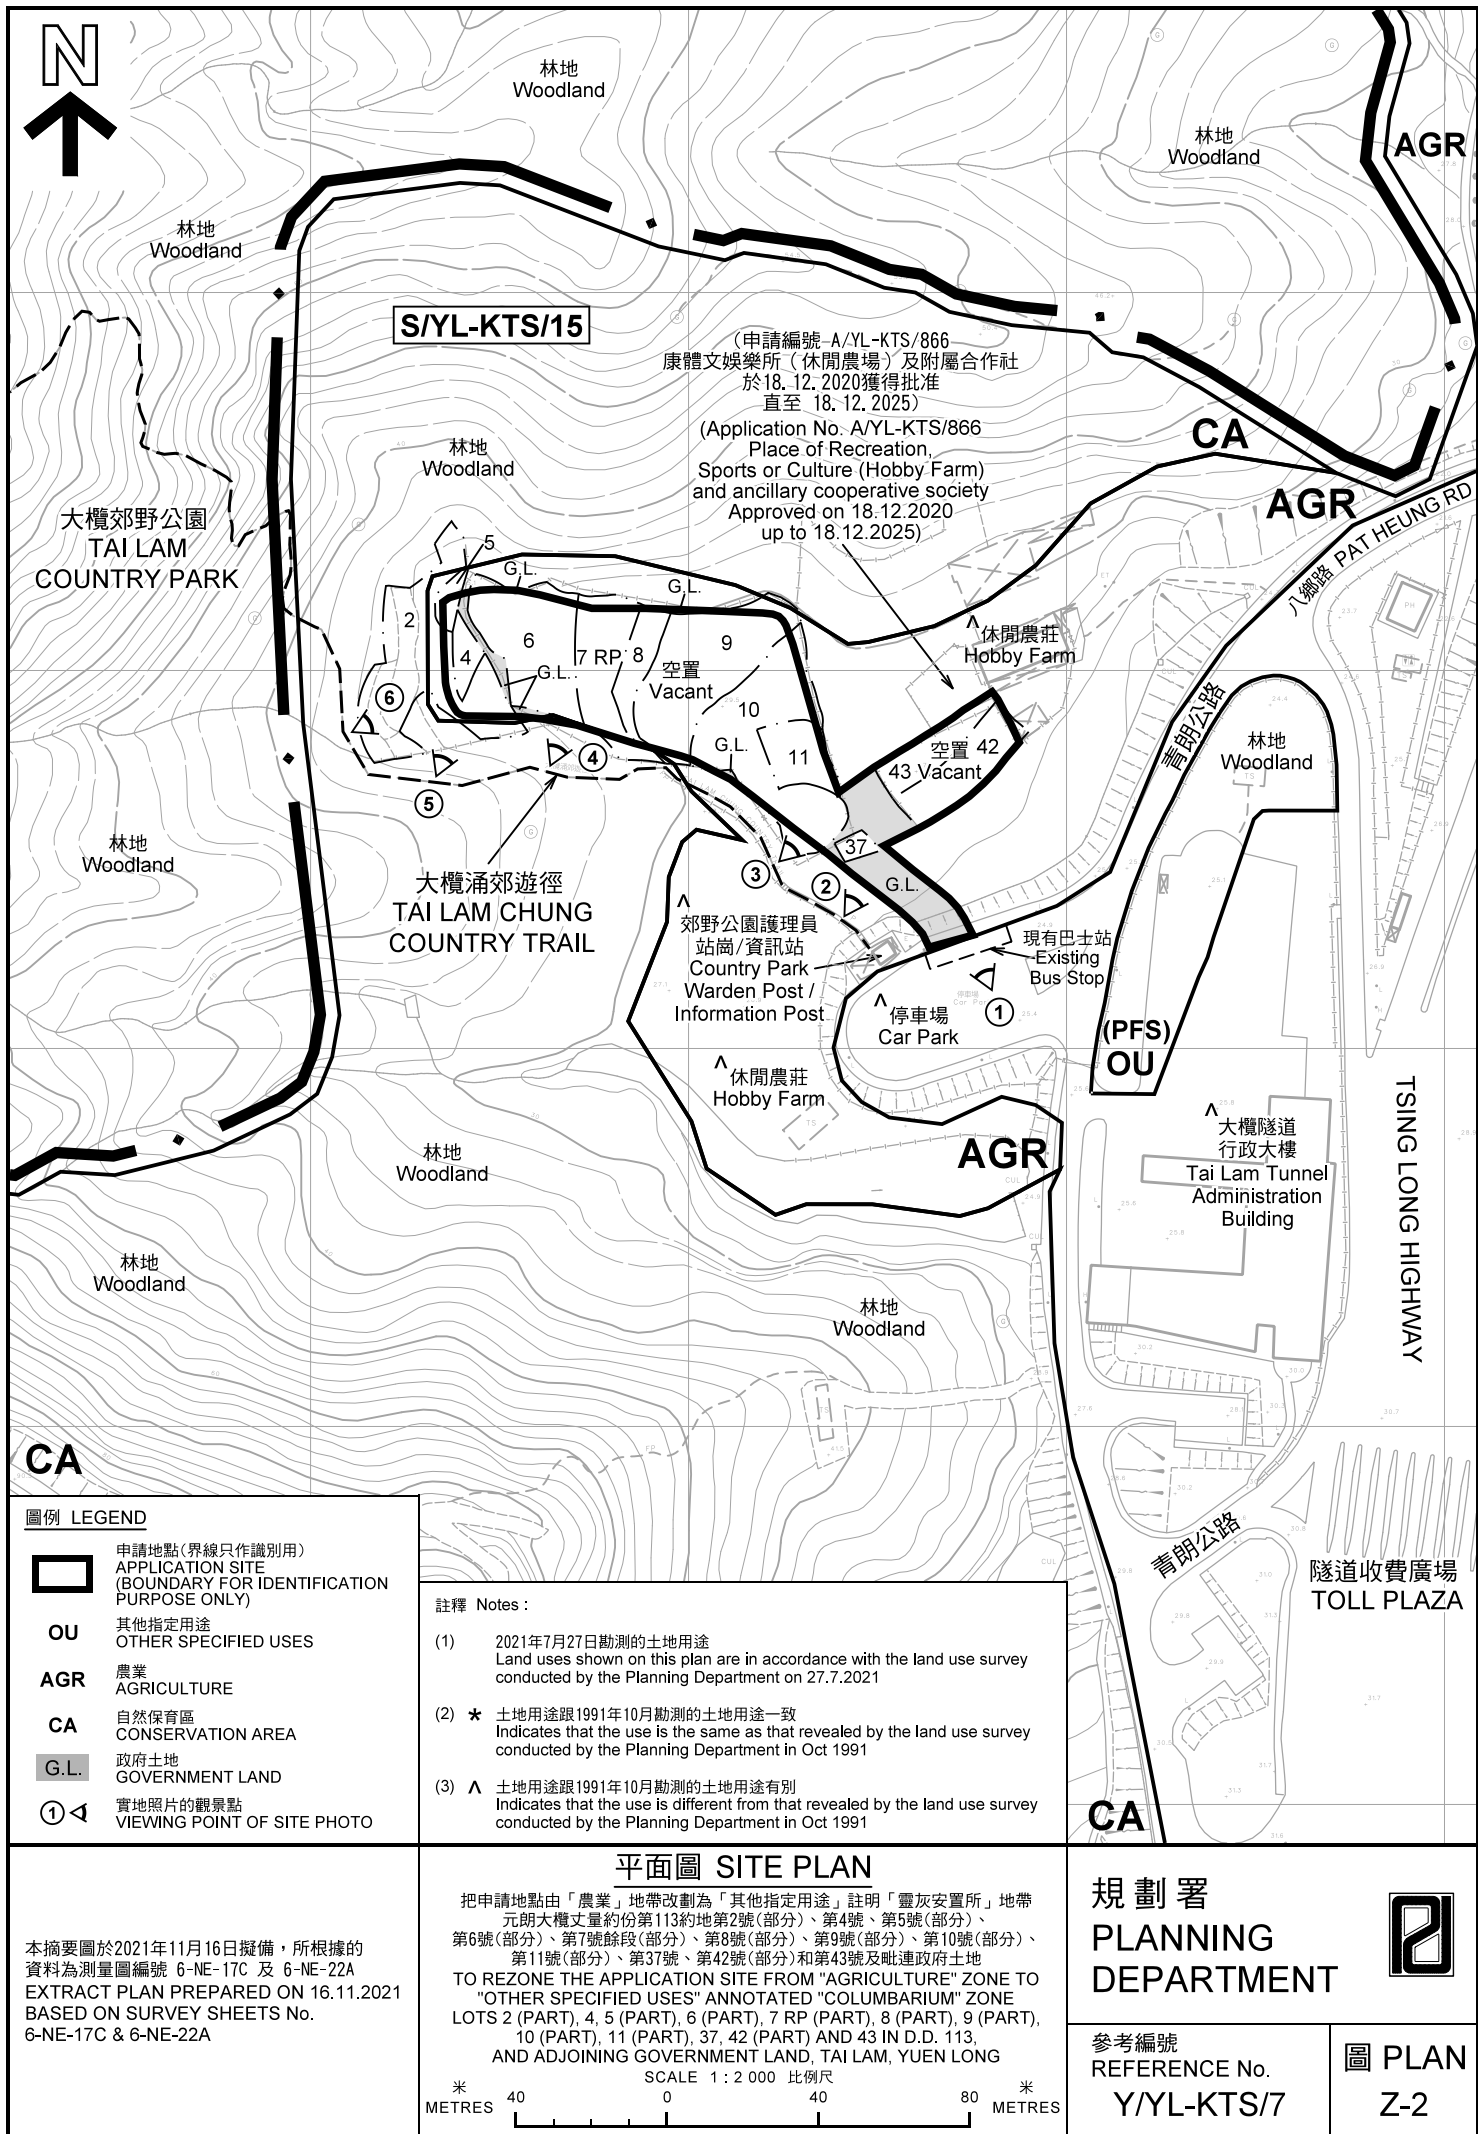 N
林地
Woodland
林地
Woodland
AGR
林地
Woodland
S/YL-KTS/15
(申請編號 A/YL-KTS/866
康體文娛樂所(休閒農場)及附屬合作社
於18. 12. 2020獲得批准
直至 18. 12. 2025)
(Application No. A/YL-KTS/866
Place of Recreation,
Sports or Culture (Hobby Farm)
and ancillary cooperative society
Approved on 18.12.2020
up to 18.12.2025)
CA
林地
Woodland
AGR
八鄉路 PAT HEUNG RD
大欖郊野公園
TAI LAM
COUNTRY PARK
5
G.L.
G.L.
2
4
6
G.L.
7 RP
8
9
空置
Vacant
10
G.L.
11
^
休閒農莊
Hobby Farm
空置
42
43 Vacant
青朗公路
林地
Woodland
6
5
4
3
2
37
G.L.
林地
Woodland
大欖涌郊遊徑
TAI LAM CHUNG
COUNTRY TRAIL
^
郊野公園護理員
站崗/資訊站
Country Park
Warden Post /
Information Post
現有巴士站
Existing
Bus Stop
1
^
停車場
Car Park
(PFS)
OU
^
休閒農莊
Hobby Farm
AGR
^
大欖隧道
行政大樓
Tai Lam Tunnel
Administration
Building
TSING LONG HIGHWAY
林地
Woodland
林地
Woodland
林地
Woodland
CA
青朗公路
隧道收費廣場
TOLL PLAZA
CA
圖例 LEGEND
申請地點(界線只作識別用)
APPLICATION SITE
(BOUNDARY FOR IDENTIFICATION
PURPOSE ONLY)
OU 其他指定用途
OTHER SPECIFIED USES
AGR 農業
AGRICULTURE
CA 自然保育區
CONSERVATION AREA
G.L. 政府土地
GOVERNMENT LAND
1 實地照片的觀景點
VIEWING POINT OF SITE PHOTO
註釋 Notes :
(1) 2021年7月27日勘測的土地用途
Land uses shown on this plan are in accordance with the land use survey
conducted by the Planning Department on 27.7.2021
(2) * 土地用途跟1991年10月勘測的土地用途一致
Indicates that the use is the same as that revealed by the land use survey
conducted by the Planning Department in Oct 1991
(3) ^ 土地用途跟1991年10月勘測的土地用途有別
Indicates that the use is different from that revealed by the land use survey
conducted by the Planning Department in Oct 1991
本摘要圖於2021年11月16日擬備，所根據的
資料為測量圖編號 6-NE-17C 及 6-NE-22A
EXTRACT PLAN PREPARED ON 16.11.2021
BASED ON SURVEY SHEETS No.
6-NE-17C & 6-NE-22A
平面圖 SITE PLAN
把申請地點由「農業」地帶改劃為「其他指定用途」註明「靈灰安置所」地帶
元朗大欖丈量約份第113約地第2號(部分)、第4號、第5號(部分)、
第6號(部分)、第7號餘段(部分)、第8號(部分)、第9號(部分)、第10號(部分)、
第11號(部分)、第37號、第42號(部分)和第43號及毗連政府土地
TO REZONE THE APPLICATION SITE FROM "AGRICULTURE" ZONE TO
"OTHER SPECIFIED USES" ANNOTATED "COLUMBARIUM" ZONE
LOTS 2 (PART), 4, 5 (PART), 6 (PART), 7 RP (PART), 8 (PART), 9 (PART),
10 (PART), 11 (PART), 37, 42 (PART) AND 43 IN D.D. 113,
AND ADJOINING GOVERNMENT LAND, TAI LAM, YUEN LONG
SCALE 1 : 2 000 比例尺
米
METRES 40 0 40 80 米
METRES
規劃署
PLANNING
DEPARTMENT
參考編號
REFERENCE No.
Y/YL-KTS/7
圖 PLAN
Z-2